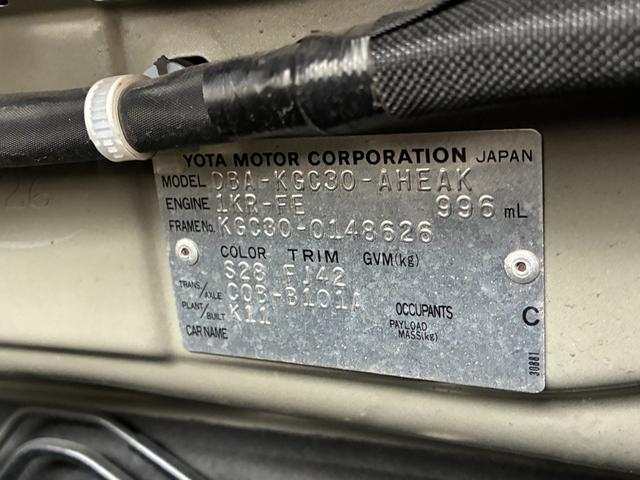 YOTA MOTOR CORPORATION JAPAN
MODEL DBA-KGC30-AHEAK
ENGINE 1KR-FE 996 mL
FRAME No. KGC30-0148626
COLOR TRIM GVM(kg)
S28 FJ42
TRANS./AXLE C0B-B101A
PLANT/BUILT K11 OCCUPANTS C
CAR NAME PAYLOAD MASS(kg)
30881
26